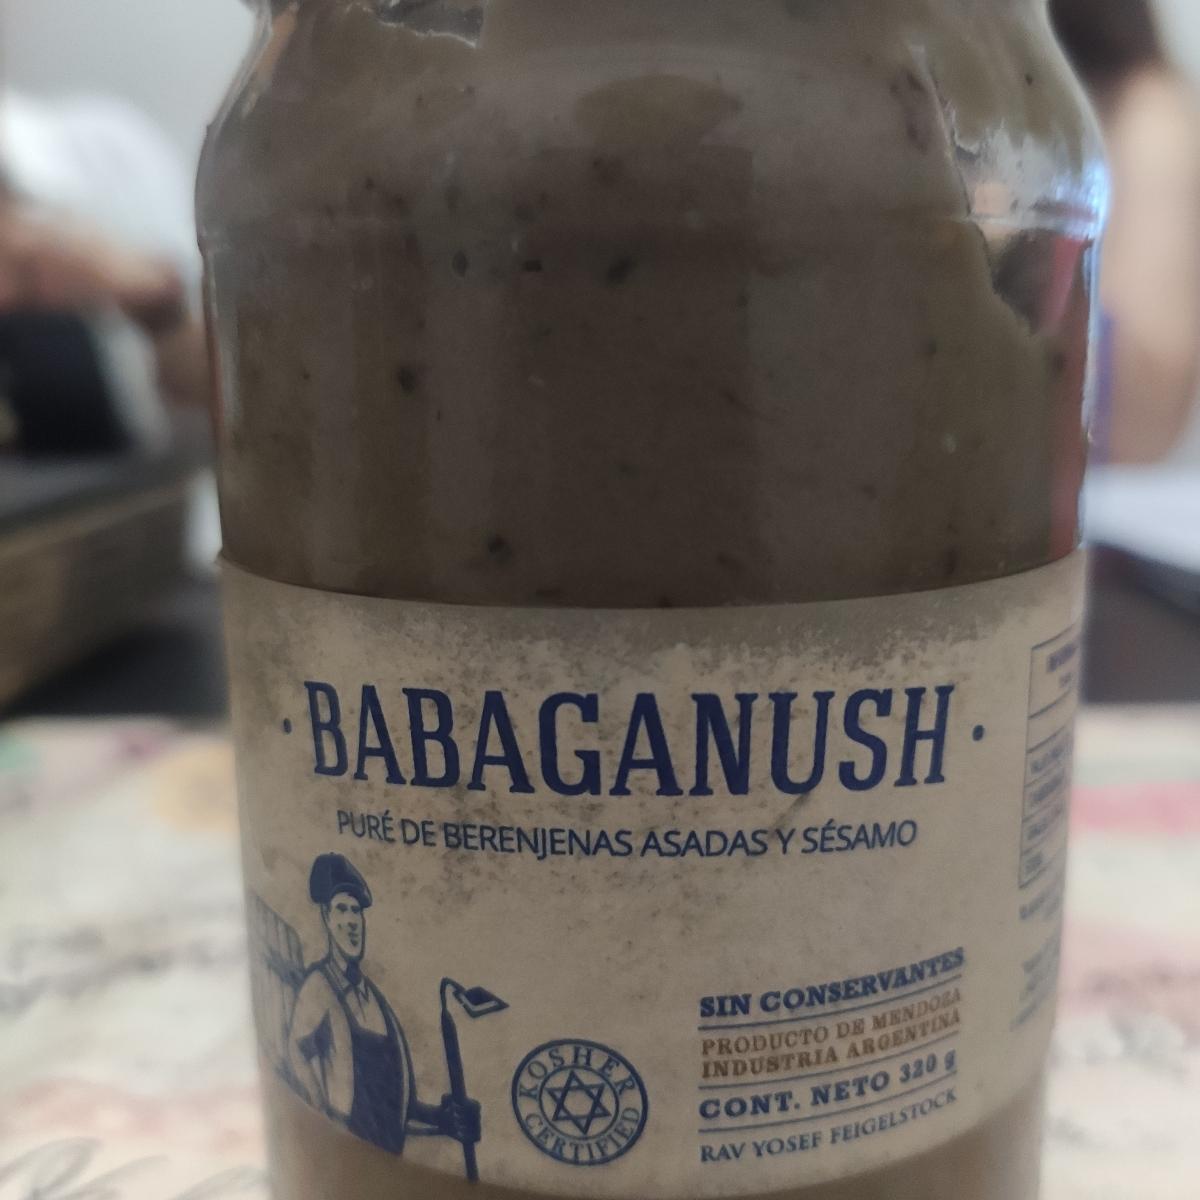 · BABAGANUSH ·
PURÉ DE BERENJENAS ASADAS Y SÉSAMO
KOSHER
CERTIFIED
SIN CONSERVANTES
PRODUCTO DE MENDOZA
INDUSTRIA ARGENTINA
CONT. NETO 320 g
RAV YOSEF FEIGELSTOCK